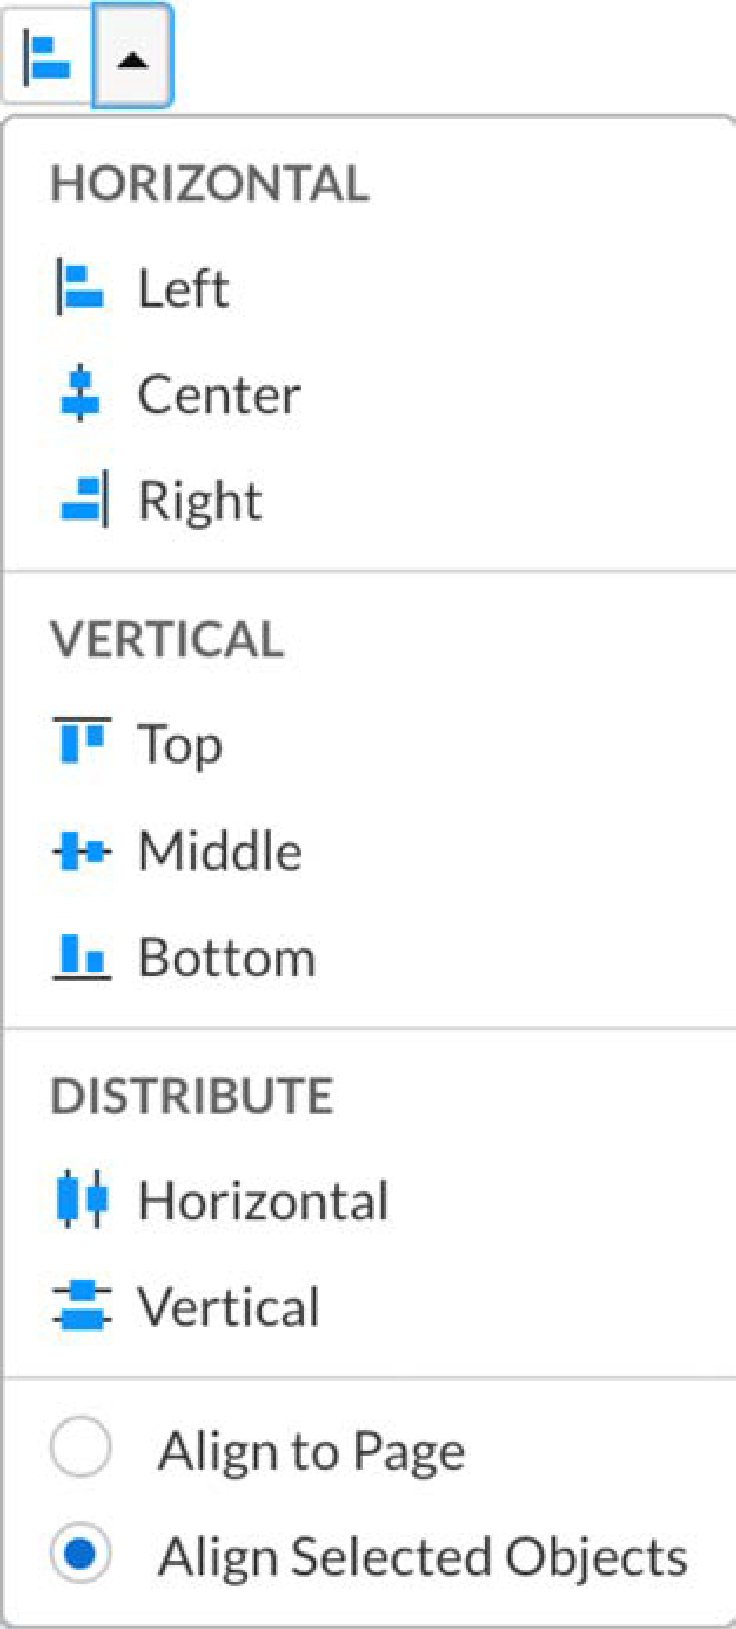 HORIZONTAL
Left
Center
Right
VERTICAL
Top
Middle
Bottom
DISTRIBUTE
Horizontal
Vertical
Align to Page
Align Selected Objects